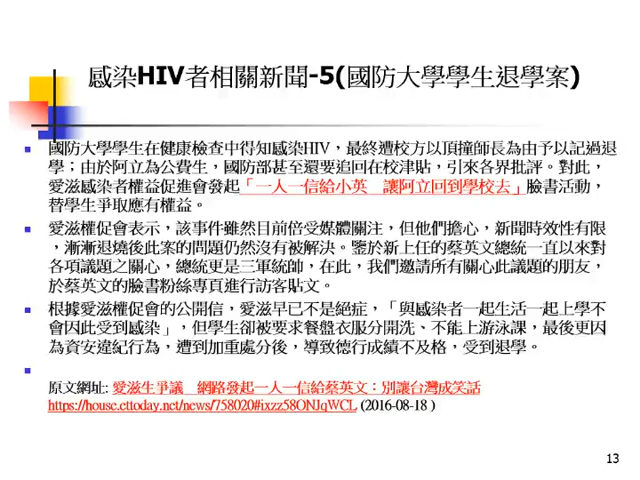 感染HIV者相關新聞-5(國防大學學生退學案)
國防大學學生在健康檢查中得知感染HIV，最終遭校方以頂撞師長為由予以記過退
學；由於阿立為公費生，國防部甚至還要追回在校津貼，引來各界批評。對此，
愛滋感染者權益促進會發起「一人一信給小英　讓阿立回到學校去」臉書活動，
替學生爭取應有權益。
愛滋權促會表示，該事件雖然目前倍受媒體關注，但他們擔心，新聞時效性有限
，漸漸退燒後此案的問題仍然沒有被解決。鑒於新上任的蔡英文總統一直以來對
各項議題之關心，總統更是三軍統帥，在此，我們邀請所有關心此議題的朋友，
於蔡英文的臉書粉絲專頁進行訪客貼文。
根據愛滋權促會的公開信，愛滋早已不是絕症，「與感染者一起生活一起上學不
會因此受到感染」，但學生卻被要求餐盤衣服分開洗、不能上游泳課，最後更因
為資安違紀行為，遭到加重處分後，導致德行成績不及格，受到退學。
原文網址: 愛滋生爭議　網路發起一人一信給蔡英文：別讓台灣成笑話
https://house.ettoday.net/news/758020#ixzz58ONJqWCL (2016-08-18 )
13